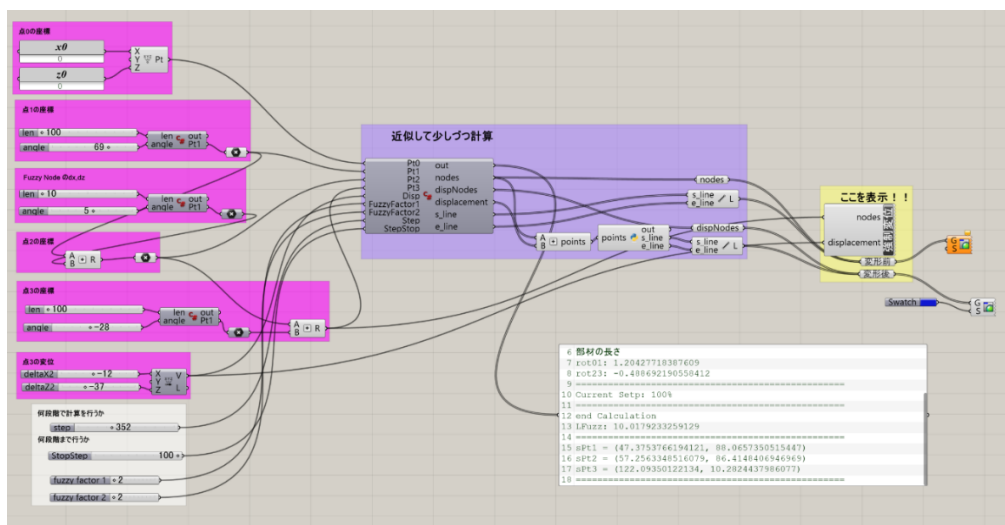 点0の座標
x0
0
z0
0
X
Y
Z
Pt
点1の座標
len 100
angle 69
len
angle
out
Pt1
Fuzzy Node のdx,dz
len 10
angle 5
len
angle
out
Pt1
点2の座標
A
B
R
点3の座標
len 100
angle -28
len
angle
out
Pt1
A
B
R
点3の変位
deltaX2 -12
deltaZ2 -37
X
Y
Z
V
L
何段階で計算を行うか
step 352
何段階まで行うか
StopStep 100
fuzzy factor 1 2
fuzzy factor 2 2
近似して少しづつ計算
Pt0
Pt1
Pt2
Pt3
Disp
FuzzyFactor1
FuzzyFactor2
Step
StepStop
out
nodes
dispNodes
displacement
s_line
e_line
A
B
points
points
out
s_line
e_line
nodes
s_line
e_line
L
dispNodes
s_line
e_line
L
ここを表示！！
nodes
displacement
強制変位
変形前
変形後
G
S
Swatch
G
S
6 部材の長さ
7 rot01: 1.20427718387609
8 rot23: -0.488692190558412
9 ==================================================
10 Current Setp: 100%
11 ==================================================
12 end Calculation
13 LFuzz: 10.0179233259129
14 ==================================================
15 sPt1 = (47.3753766194121, 88.0657350515447)
16 sPt2 = (57.2563348516079, 86.4148406946969)
17 sPt3 = (122.09350122134, 10.2824437986077)
18 ==================================================